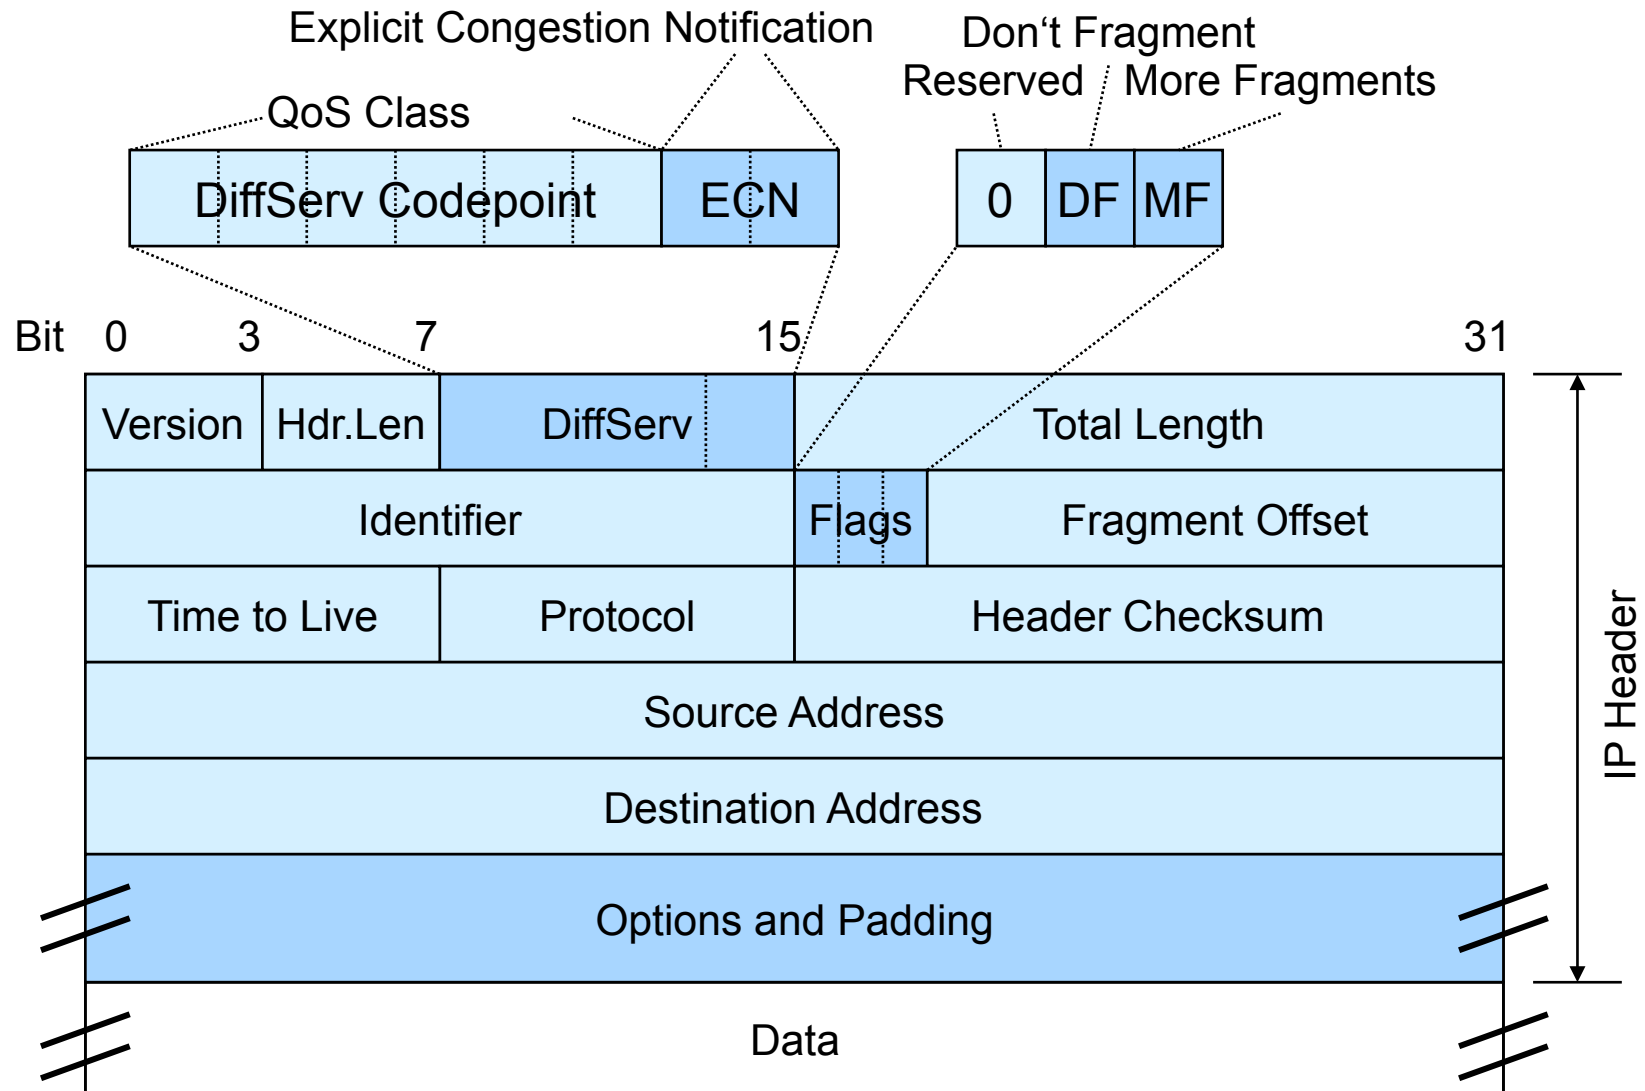 Explicit Congestion Notification
Don‘t Fragment
Reserved
More Fragments
QoS Class
DiffServ Codepoint
ECN
0
DF
MF
Bit 0 3 7 15 31
Version Hdr.Len DiffServ Total Length
Identifier Flags Fragment Offset
Time to Live Protocol Header Checksum
Source Address
Destination Address
Options and Padding
Data
IP Header